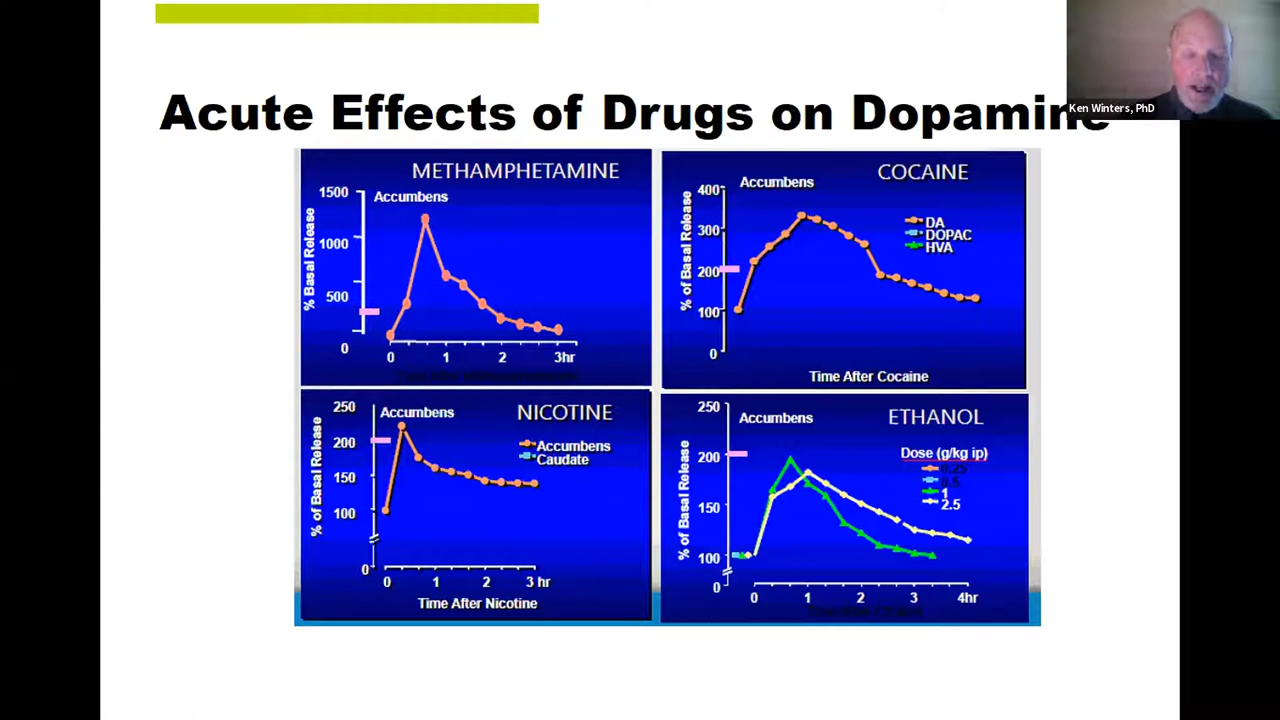 Acute Effects of Drugs on Dopamine
Ken Winters, PhD
METHAMPHETAMINE
Accumbens
% Basal Release
1500
1000
500
0
0 1 2 3hr
COCAINE
Accumbens
% of Basal Release
400
300
200
100
0
DA
DOPAC
HVA
Time After Cocaine
NICOTINE
Accumbens
% of Basal Release
250
200
150
100
0
Accumbens
Caudate
0 1 2 3 hr
Time After Nicotine
ETHANOL
Accumbens
% of Basal Release
250
200
150
100
0
Dose (g/kg ip)
0.25
0.5
1
2.5
0 1 2 3 4hr